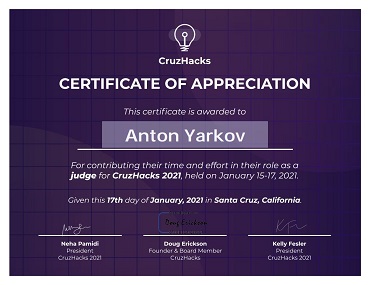 CruzHacks
CERTIFICATE OF APPRECIATION
This certificate is awarded to
Anton Yarkov
For contributing their time and effort in their role as a
judge for CruzHacks 2021, held on January 15-17, 2021.
Given this 17th day of January, 2021 in Santa Cruz, California.
Doug Erickson
Neha Pamidi
President
CruzHacks 2021
Doug Erickson
Founder & Board Member
CruzHacks
Kelly Fesler
President
CruzHacks 2021